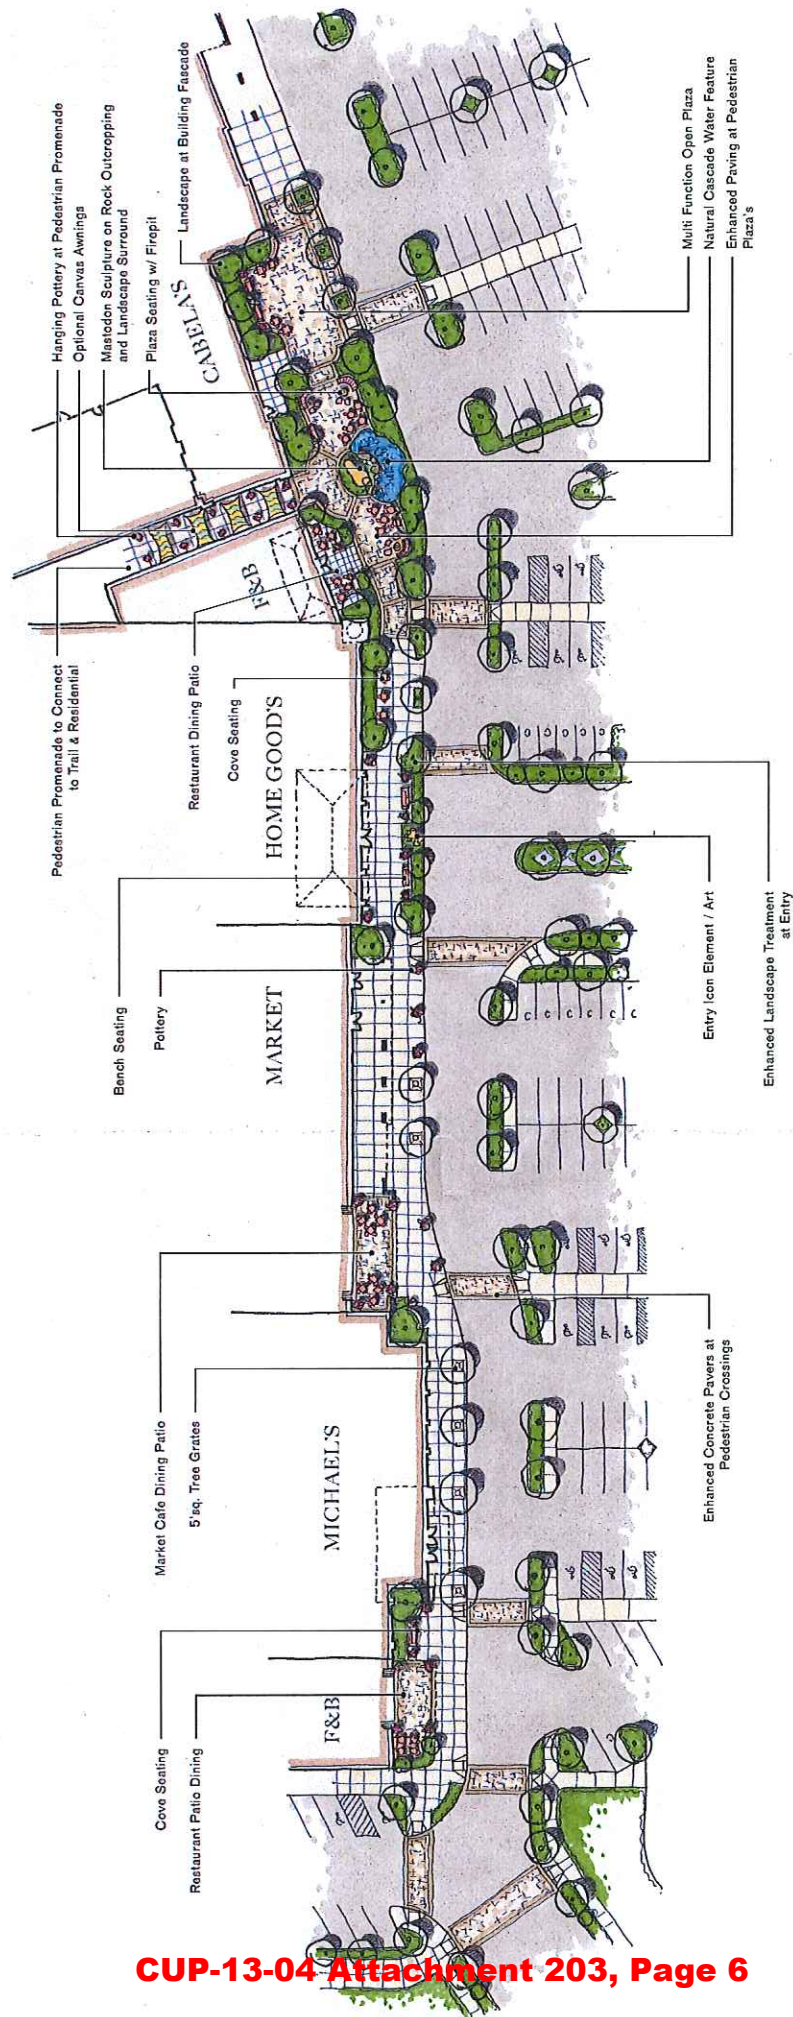 Hanging Pottery at Pedestrian Promenade
Optional Canvas Awnings
Mastodon Sculpture on Rock Outcropping
and Landscape Surround
Plaza Seating w/ Firepit
Landscape at Building Fascade
CABELA'S
Pedestrian Promenade to Connect
to Trail & Residential
F&B
Restaurant Dining Patio
Cove Seating
HOME GOOD'S
Bench Seating
Pottery
MARKET
Market Cafe Dining Patio
5'sq. Tree Grates
MICHAEL'S
Cove Seating
Restaurant Patio Dining
F&B
Multi Function Open Plaza
Natural Cascade Water Feature
Enhanced Paving at Pedestrian
Plaza's
Entry Icon Element / Art
Enhanced Landscape Treatment
at Entry
Enhanced Concrete Pavers at
Pedestrian Crossings
CUP-13-04 Attachment 203, Page 6